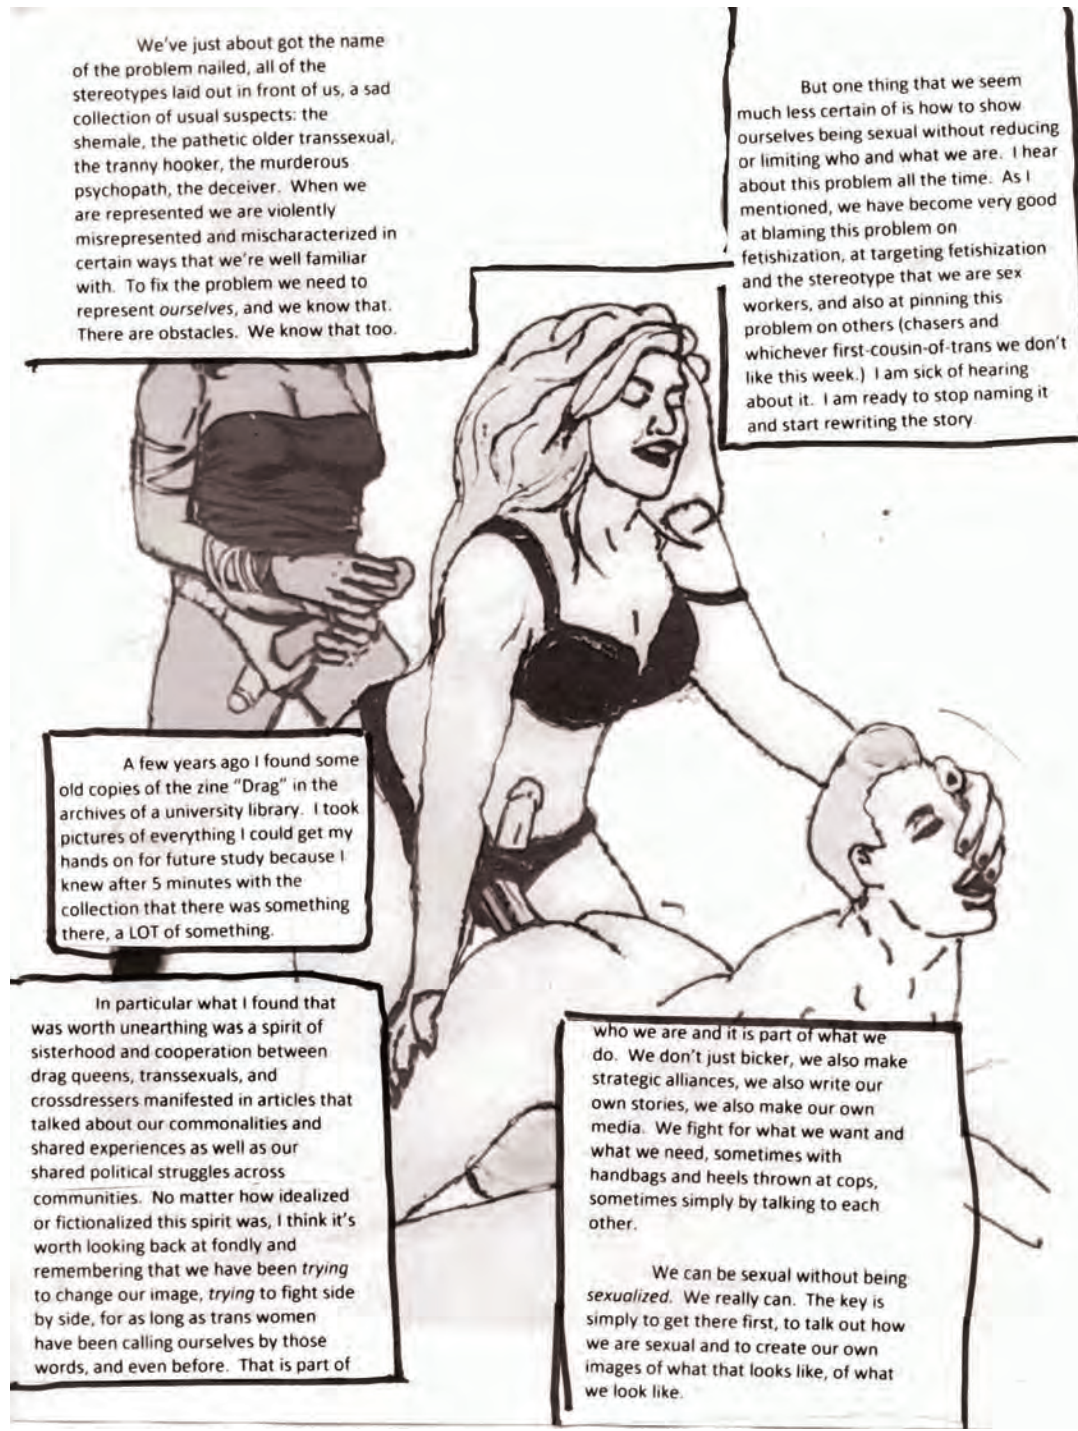 We've just about got the name
of the problem nailed, all of the
stereotypes laid out in front of us, a sad
collection of usual suspects: the
shemale, the pathetic older transsexual,
the tranny hooker, the murderous
psychopath, the deceiver. When we
are represented we are violently
misrepresented and mischaracterized in
certain ways that we're well familiar
with. To fix the problem we need to
represent ourselves, and we know that.
There are obstacles. We know that too.
But one thing that we seem
much less certain of is how to show
ourselves being sexual without reducing
or limiting who and what we are. I hear
about this problem all the time. As I
mentioned, we have become very good
at blaming this problem on
fetishization, at targeting fetishization
and the stereotype that we are sex
workers, and also at pinning this
problem on others (chasers and
whichever first-cousin-of-trans we don't
like this week.) I am sick of hearing
about it. I am ready to stop naming it
and start rewriting the story
A few years ago I found some
old copies of the zine "Drag" in the
archives of a university library. I took
pictures of everything I could get my
hands on for future study because I
knew after 5 minutes with the
collection that there was something
there, a LOT of something.
In particular what I found that
was worth unearthing was a spirit of
sisterhood and cooperation between
drag queens, transsexuals, and
crossdressers manifested in articles that
talked about our commonalities and
shared experiences as well as our
shared political struggles across
communities. No matter how idealized
or fictionalized this spirit was, I think it's
worth looking back at fondly and
remembering that we have been trying
to change our image, trying to fight side
by side, for as long as trans women
have been calling ourselves by those
words, and even before. That is part of
who we are and it is part of what we
do. We don't just bicker, we also make
strategic alliances, we also write our
own stories, we also make our own
media. We fight for what we want and
what we need, sometimes with
handbags and heels thrown at cops,
sometimes simply by talking to each
other.
We can be sexual without being
sexualized. We really can. The key is
simply to get there first, to talk out how
we are sexual and to create our own
images of what that looks like, of what
we look like.